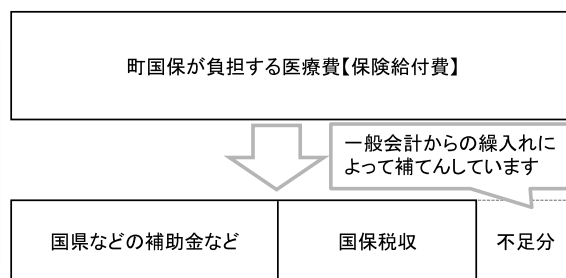 町国保が負担する医療費【保険給付費】
一般会計からの繰入れに
よって補てんしています
国県などの補助金など
国保税収
不足分